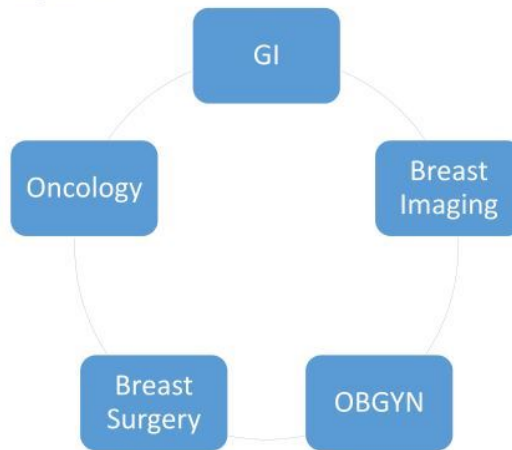 GI
Breast
Imaging
OBGYN
Breast
Surgery
Oncology